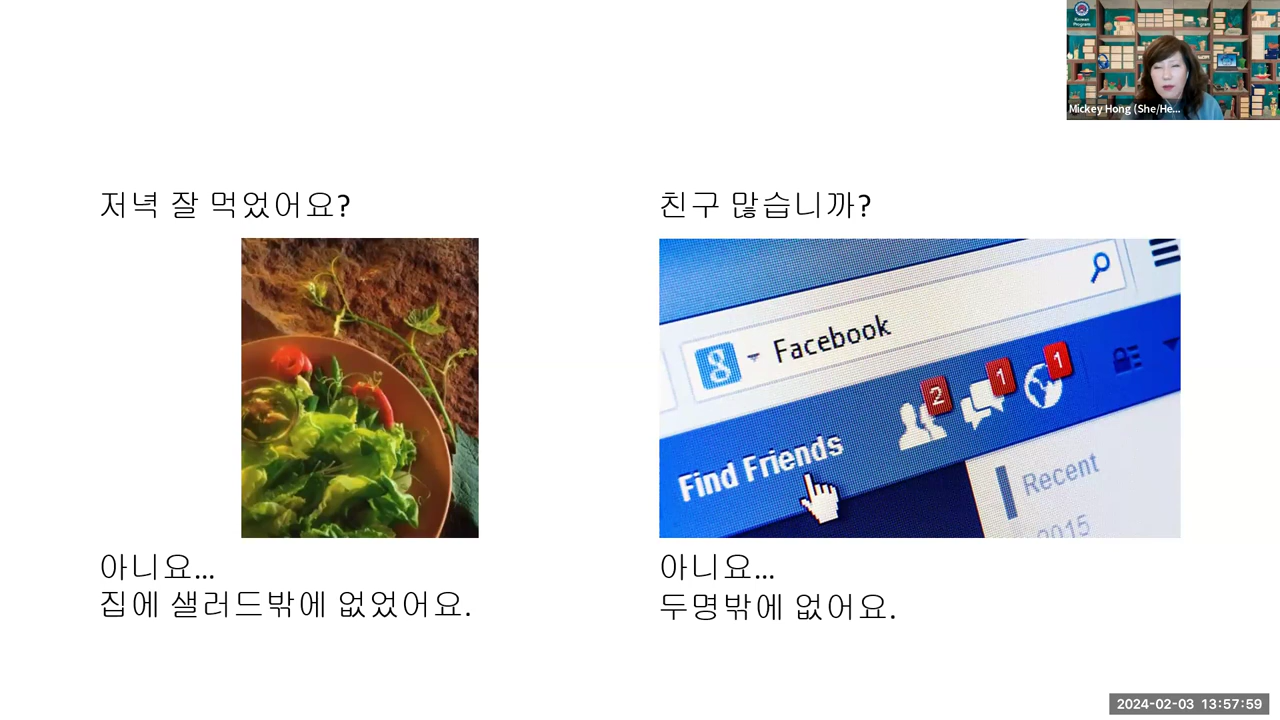 Korean
Program
Mickey Hong (She/He...
저녁 잘 먹었어요?
아니요...
집에 샐러드밖에 없었어요.
친구 많습니까?
g Facebook
2 1 1
Find Friends
Recent
2015
아니요...
두명밖에 없어요.
2024-02-03 13:57:59